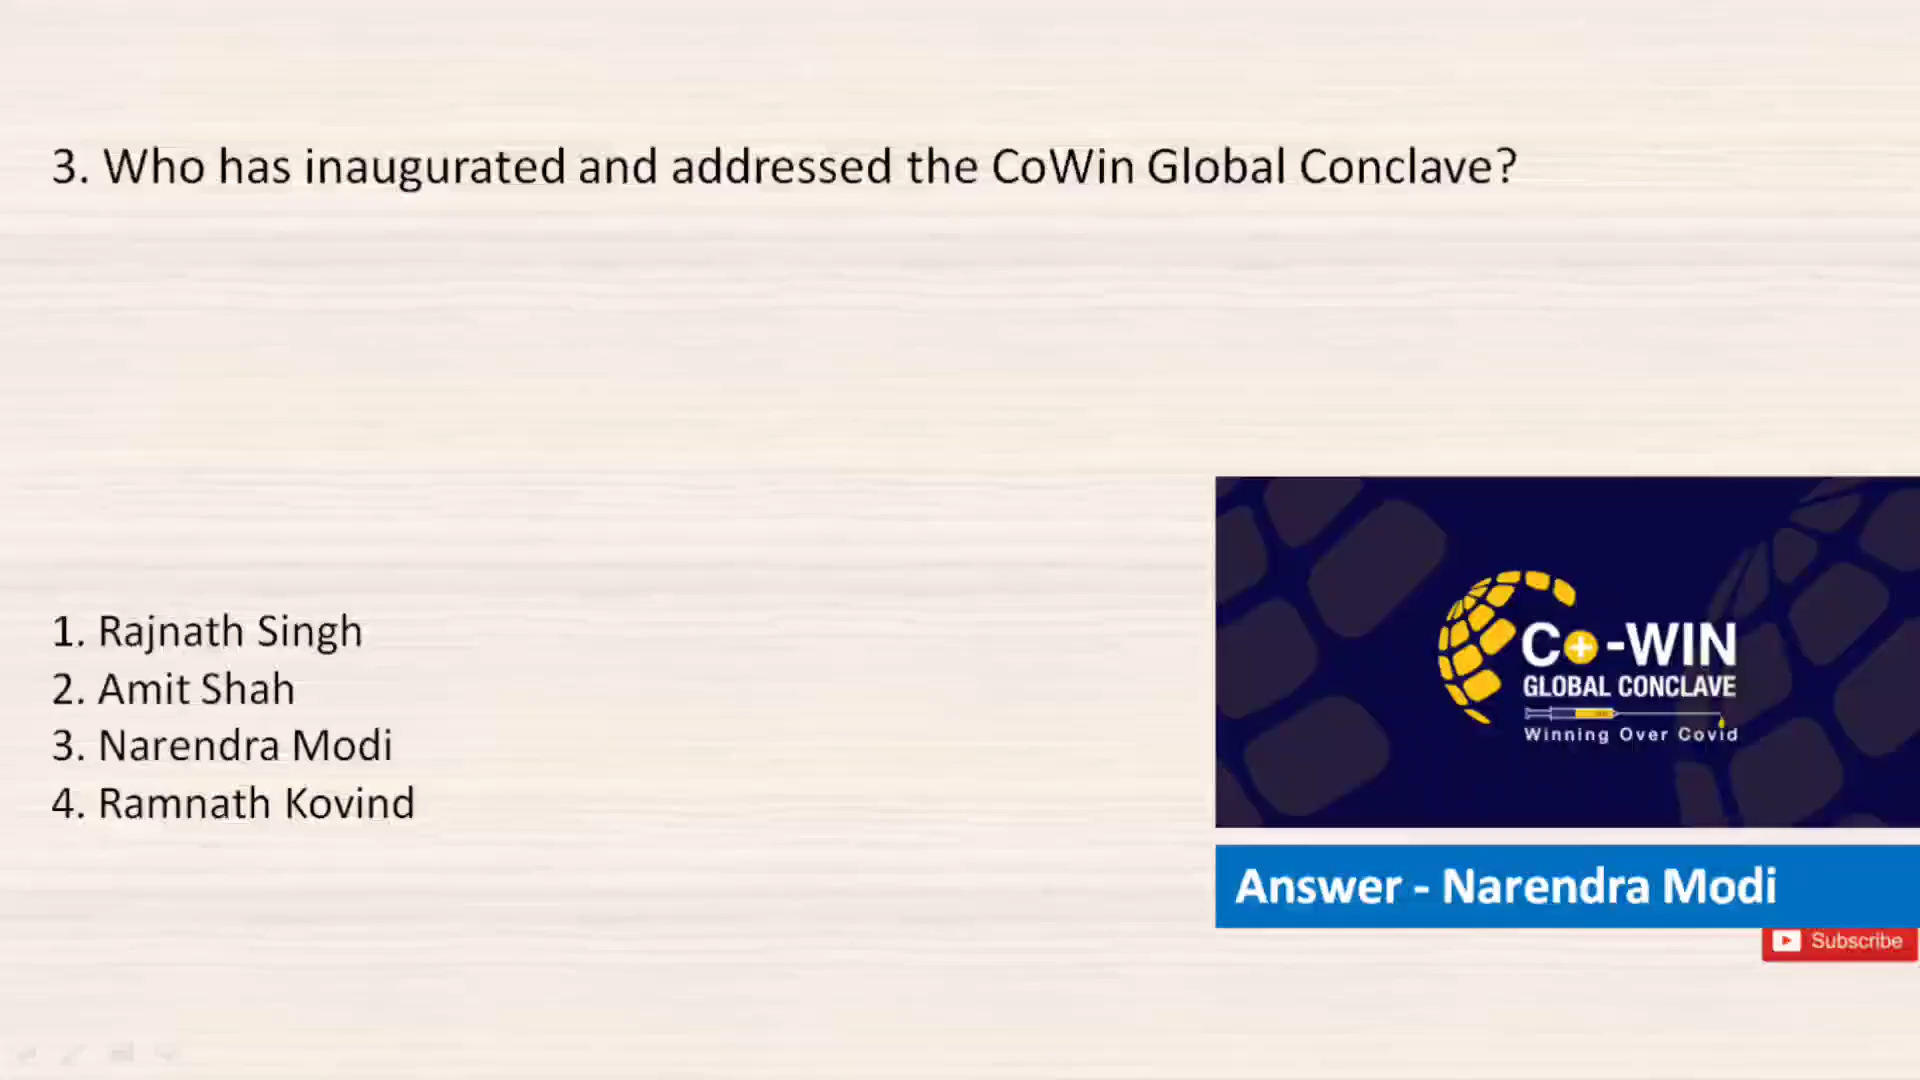 3. Who has inaugurated and addressed the CoWin Global Conclave?
1. Rajnath Singh
2. Amit Shah
3. Narendra Modi
4. Ramnath Kovind
Co-WIN
GLOBAL CONCLAVE
Winning Over Covid
Answer - Narendra Modi
Subscribe